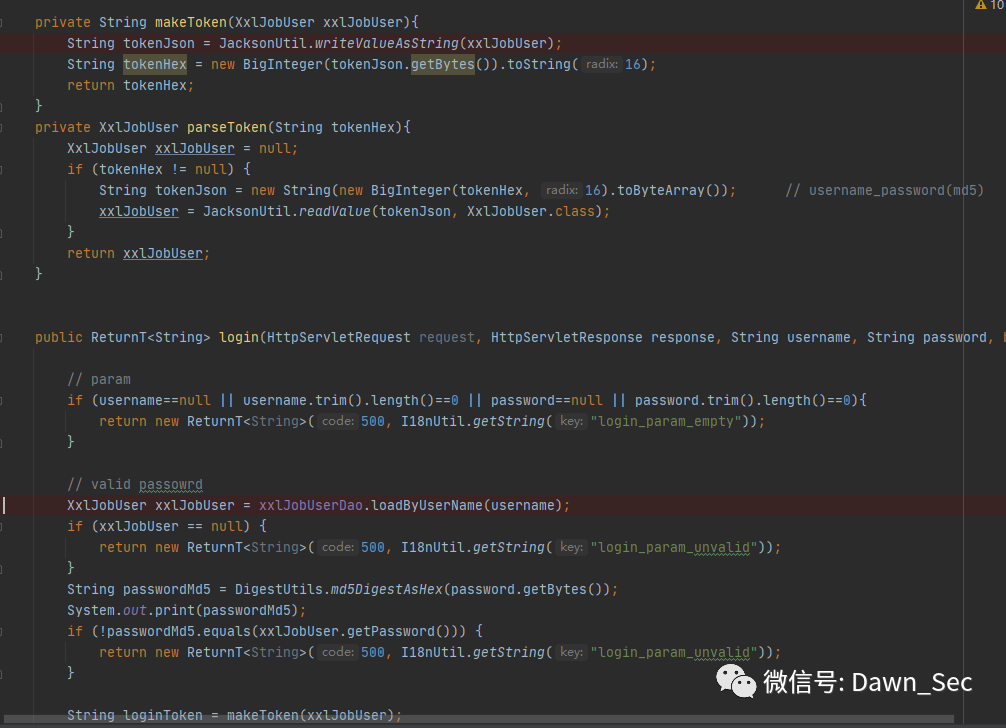 10
private String makeToken(XxlJobUser xxlJobUser){
String tokenJson = JacksonUtil.writeValueAsString(xxlJobUser);
String tokenHex = new BigInteger(tokenJson.getBytes()).toString( radix: 16);
return tokenHex;
}
private XxlJobUser parseToken(String tokenHex){
XxlJobUser xxlJobUser = null;
if (tokenHex != null) {
String tokenJson = new String(new BigInteger(tokenHex, radix: 16).toByteArray()); // username_password(md5)
xxlJobUser = JacksonUtil.readValue(tokenJson, XxlJobUser.class);
}
return xxlJobUser;
}
public ReturnT<String> login(HttpServletRequest request, HttpServletResponse response, String username, String password,
// param
if (username==null || username.trim().length()==0 || password==null || password.trim().length()==0){
return new ReturnT<String>( code: 500, I18nUtil.getString( key: "login_param_empty"));
}
// valid passowrd
XxlJobUser xxlJobUser = xxlJobUserDao.loadByUserName(username);
if (xxlJobUser == null) {
return new ReturnT<String>( code: 500, I18nUtil.getString( key: "login_param_unvalid"));
}
String passwordMd5 = DigestUtils.md5DigestAsHex(password.getBytes());
System.out.print(passwordMd5);
if (!passwordMd5.equals(xxlJobUser.getPassword())) {
return new ReturnT<String>( code: 500, I18nUtil.getString( key: "login_param_unvalid"));
}
微信号: Dawn_Sec
String loginToken = makeToken(xxlJobUser);